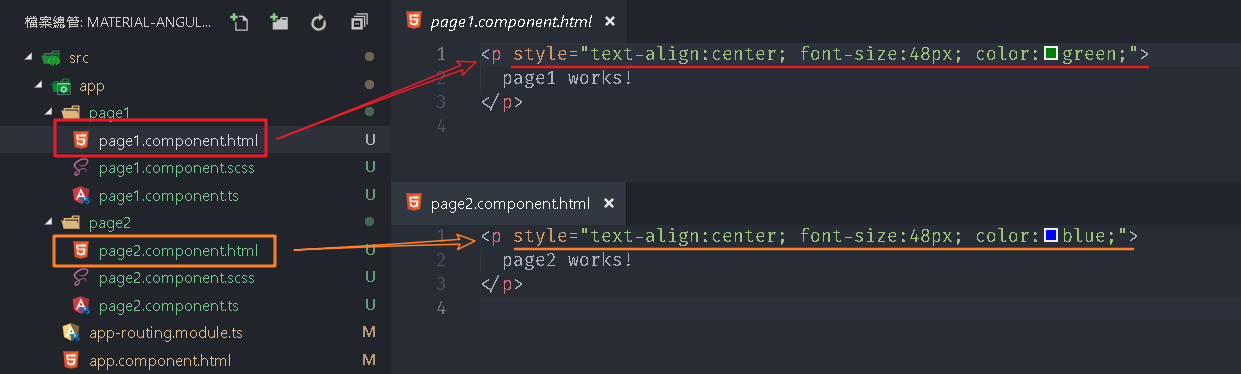 檔案總管: MATERIAL-ANGUL...
src
app
page1
page1.component.html U
page1.component.scss U
page1.component.ts U
page2
page2.component.html U
page2.component.scss U
page2.component.ts U
app-routing.module.ts M
app.component.html M
page1.component.html ×
1 <p style="text-align:center; font-size:48px; color:green;">
2 page1 works!
3 </p>
4
page2.component.html ×
1 <p style="text-align:center; font-size:48px; color:blue;">
2 page2 works!
3 </p>
4